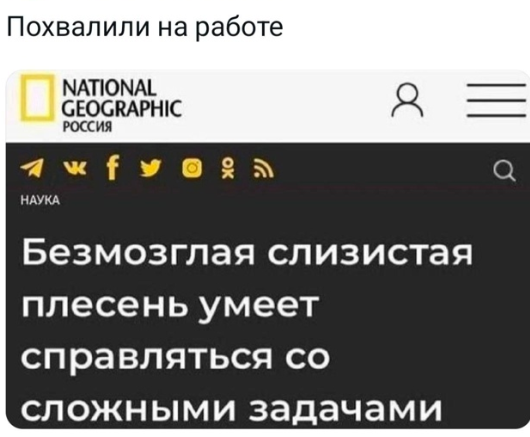 Похвалили на работе
NATIONAL
GEOGRAPHIC
РОССИЯ
НАУКА
Безмозглая слизистая
плесень умеет
справляться со
сложными задачами